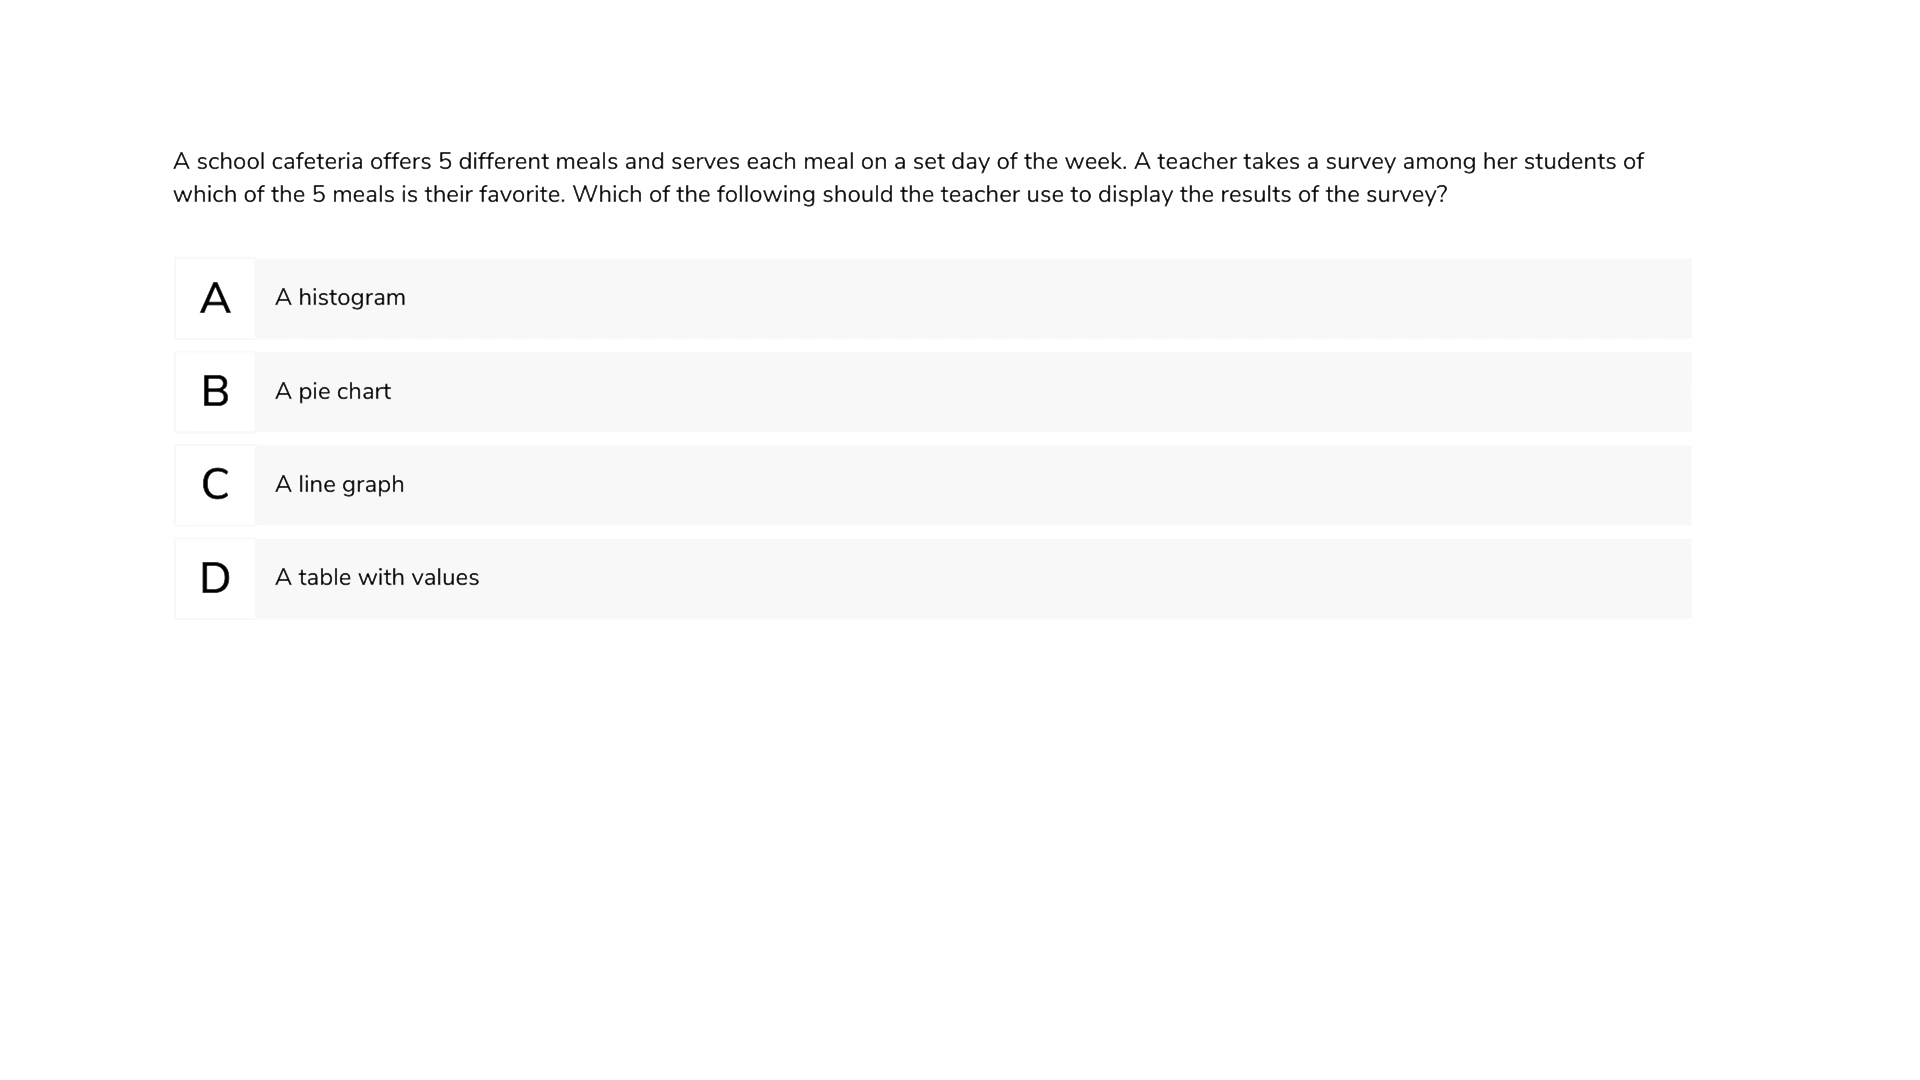 A school cafeteria offers 5 different meals and serves each meal on a set day of the week. A teacher takes a survey among her students of
which of the 5 meals is their favorite. Which of the following should the teacher use to display the results of the survey?
A A histogram
B A pie chart
C A line graph
D A table with values